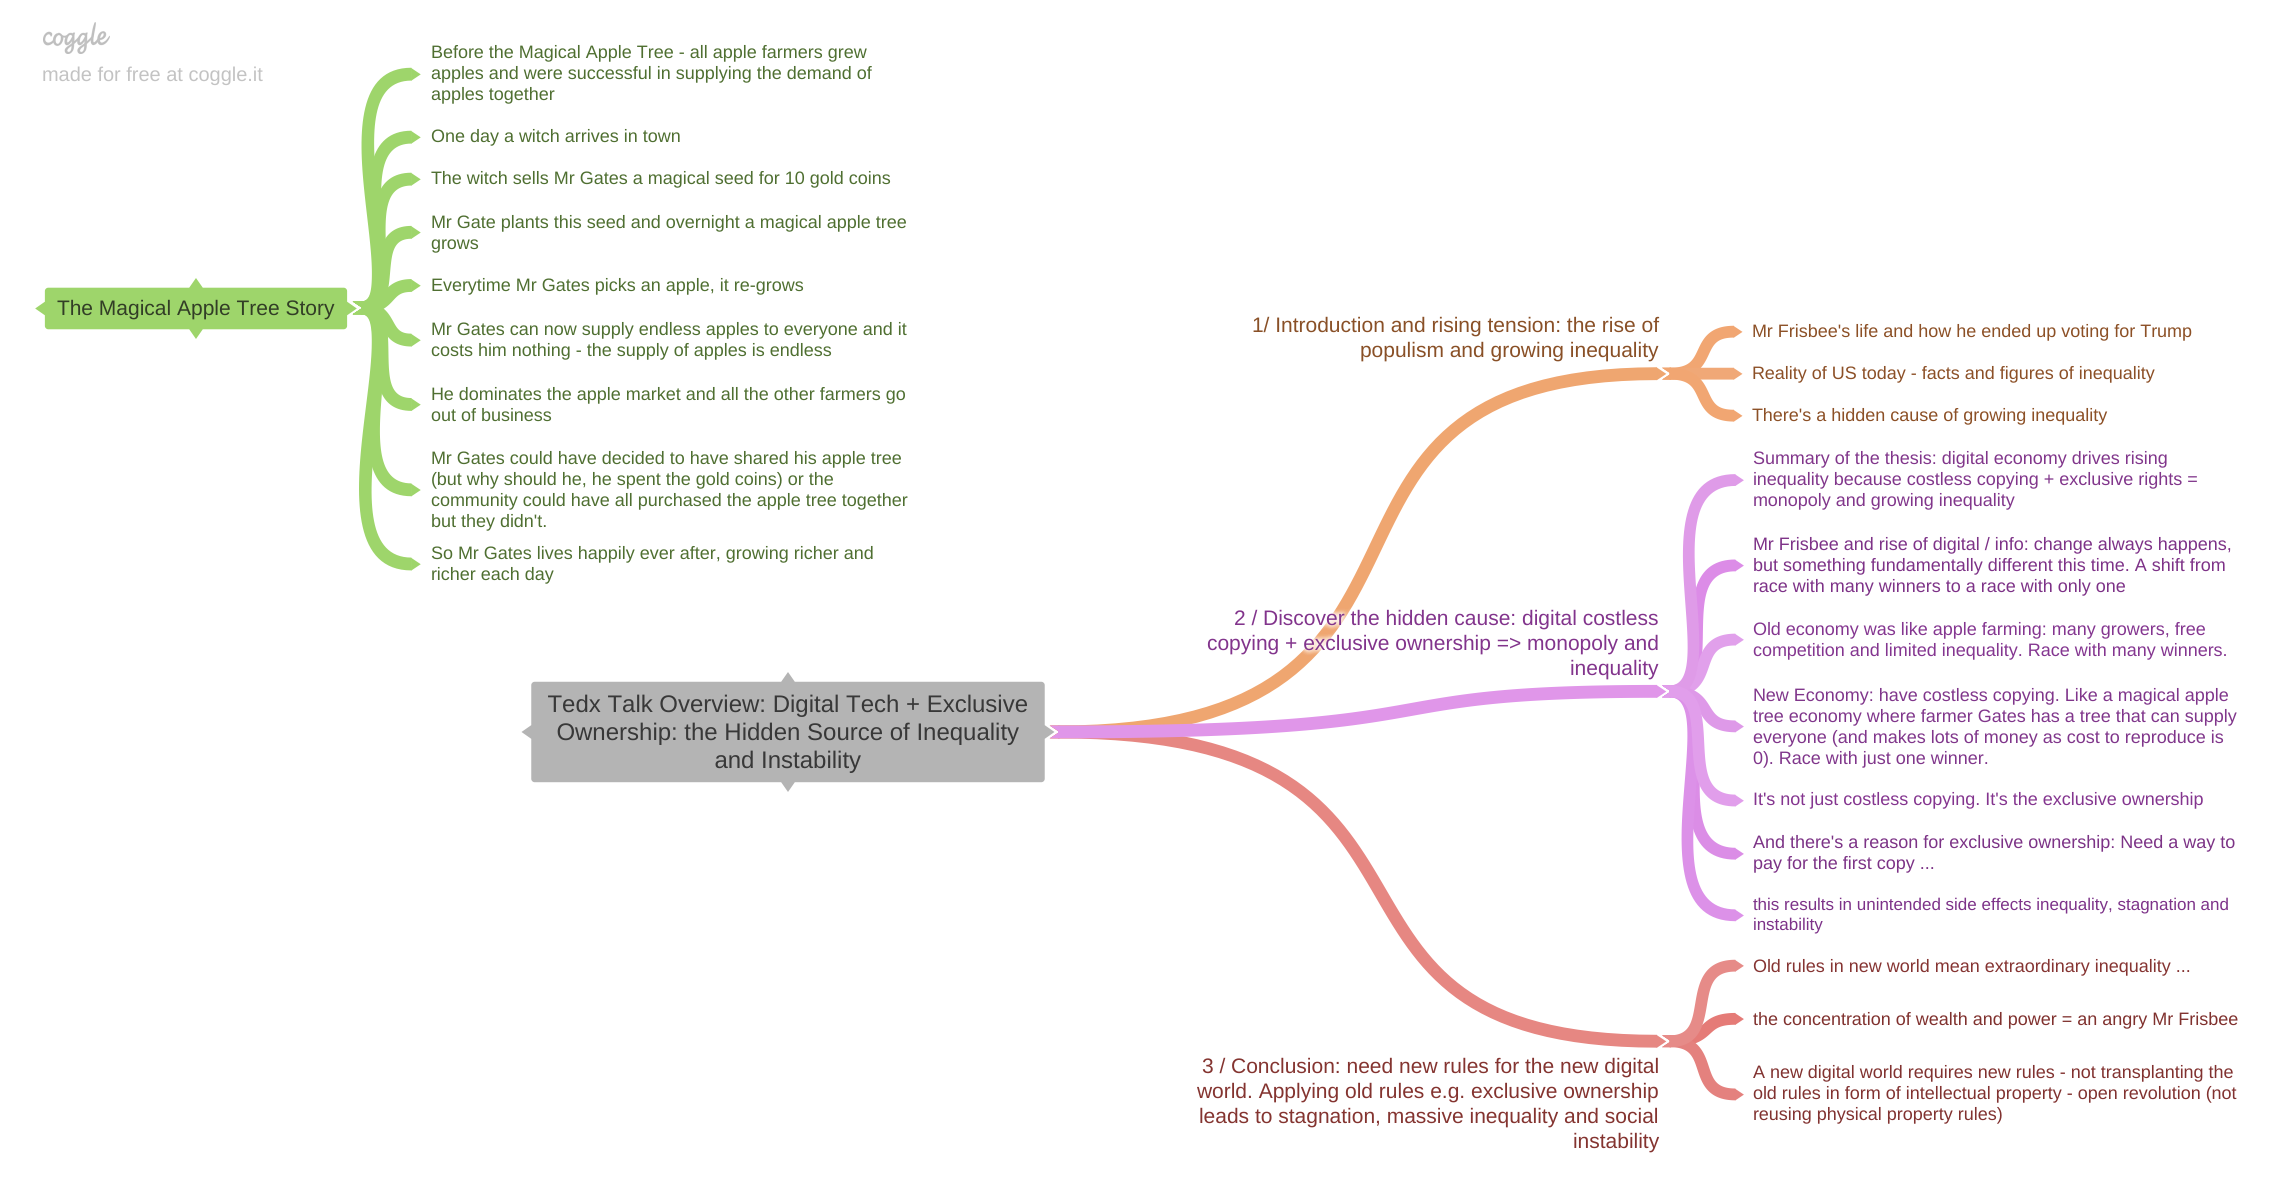 coggle
made for free at coggle.it
The Magical Apple Tree Story
Before the Magical Apple Tree - all apple farmers grew
apples and were successful in supplying the demand of
apples together
One day a witch arrives in town
The witch sells Mr Gates a magical seed for 10 gold coins
Mr Gate plants this seed and overnight a magical apple tree
grows
Everytime Mr Gates picks an apple, it re-grows
Mr Gates can now supply endless apples to everyone and it
costs him nothing - the supply of apples is endless
He dominates the apple market and all the other farmers go
out of business
Mr Gates could have decided to have shared his apple tree
(but why should he, he spent the gold coins) or the
community could have all purchased the apple tree together
but they didn't.
So Mr Gates lives happily ever after, growing richer and
richer each day
Tedx Talk Overview: Digital Tech + Exclusive
Ownership: the Hidden Source of Inequality
and Instability
1/ Introduction and rising tension: the rise of
populism and growing inequality
Mr Frisbee's life and how he ended up voting for Trump
Reality of US today - facts and figures of inequality
There's a hidden cause of growing inequality
2 / Discover the hidden cause: digital costless
copying + exclusive ownership => monopoly and
inequality
Summary of the thesis: digital economy drives rising
inequality because costless copying + exclusive rights =
monopoly and growing inequality
Mr Frisbee and rise of digital / info: change always happens,
but something fundamentally different this time. A shift from
race with many winners to a race with only one
Old economy was like apple farming: many growers, free
competition and limited inequality. Race with many winners.
New Economy: have costless copying. Like a magical apple
tree economy where farmer Gates has a tree that can supply
everyone (and makes lots of money as cost to reproduce is
0). Race with just one winner.
It's not just costless copying. It's the exclusive ownership
And there's a reason for exclusive ownership: Need a way to
pay for the first copy ...
this results in unintended side effects inequality, stagnation and
instability
3 / Conclusion: need new rules for the new digital
world. Applying old rules e.g. exclusive ownership
leads to stagnation, massive inequality and social
instability
Old rules in new world mean extraordinary inequality ...
the concentration of wealth and power = an angry Mr Frisbee
A new digital world requires new rules - not transplanting the
old rules in form of intellectual property - open revolution (not
reusing physical property rules)